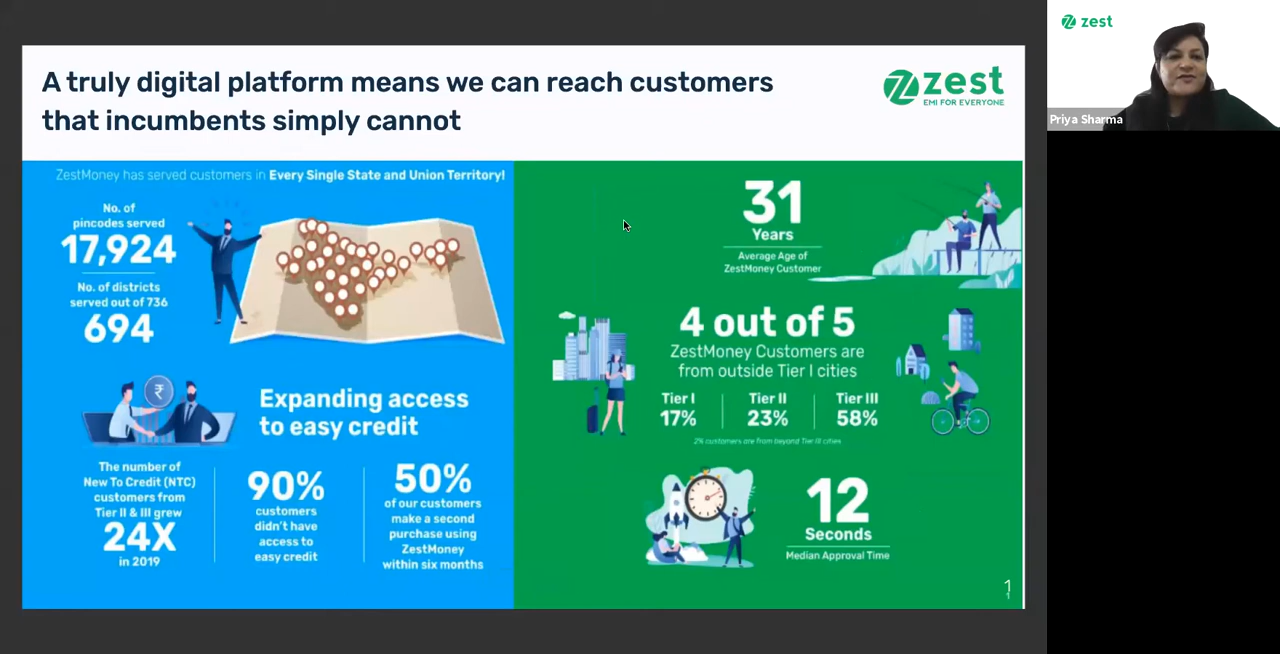 A truly digital platform means we can reach customers
that incumbents simply cannot
zest
EMI FOR EVERYONE
ZestMoney has served customers in Every Single State and Union Territory!
No. of
pincodes served
17,924
No. of districts
served out of 736
694
₹
Expanding access
to easy credit
The number of
New To Credit (NTC)
customers from
Tier II & III grew
24X
in 2019
90%
customers
didn't have
access to
easy credit
50%
of our customers
make a second
purchase using
ZestMoney
within six months
31
Years
Average Age of
ZestMoney Customer
4 out of 5
ZestMoney Customers are
from outside Tier I cities
Tier I
17%
Tier II
23%
Tier III
58%
2% customers are from beyond Tier III cities
12
Seconds
Median Approval Time
1
1
zest
Priya Sharma